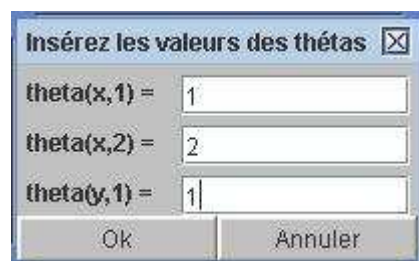 Insérez les valeurs des thétas
theta(x,1) = 1
theta(x,2) = 2
theta(y,1) = 1
Ok Annuler